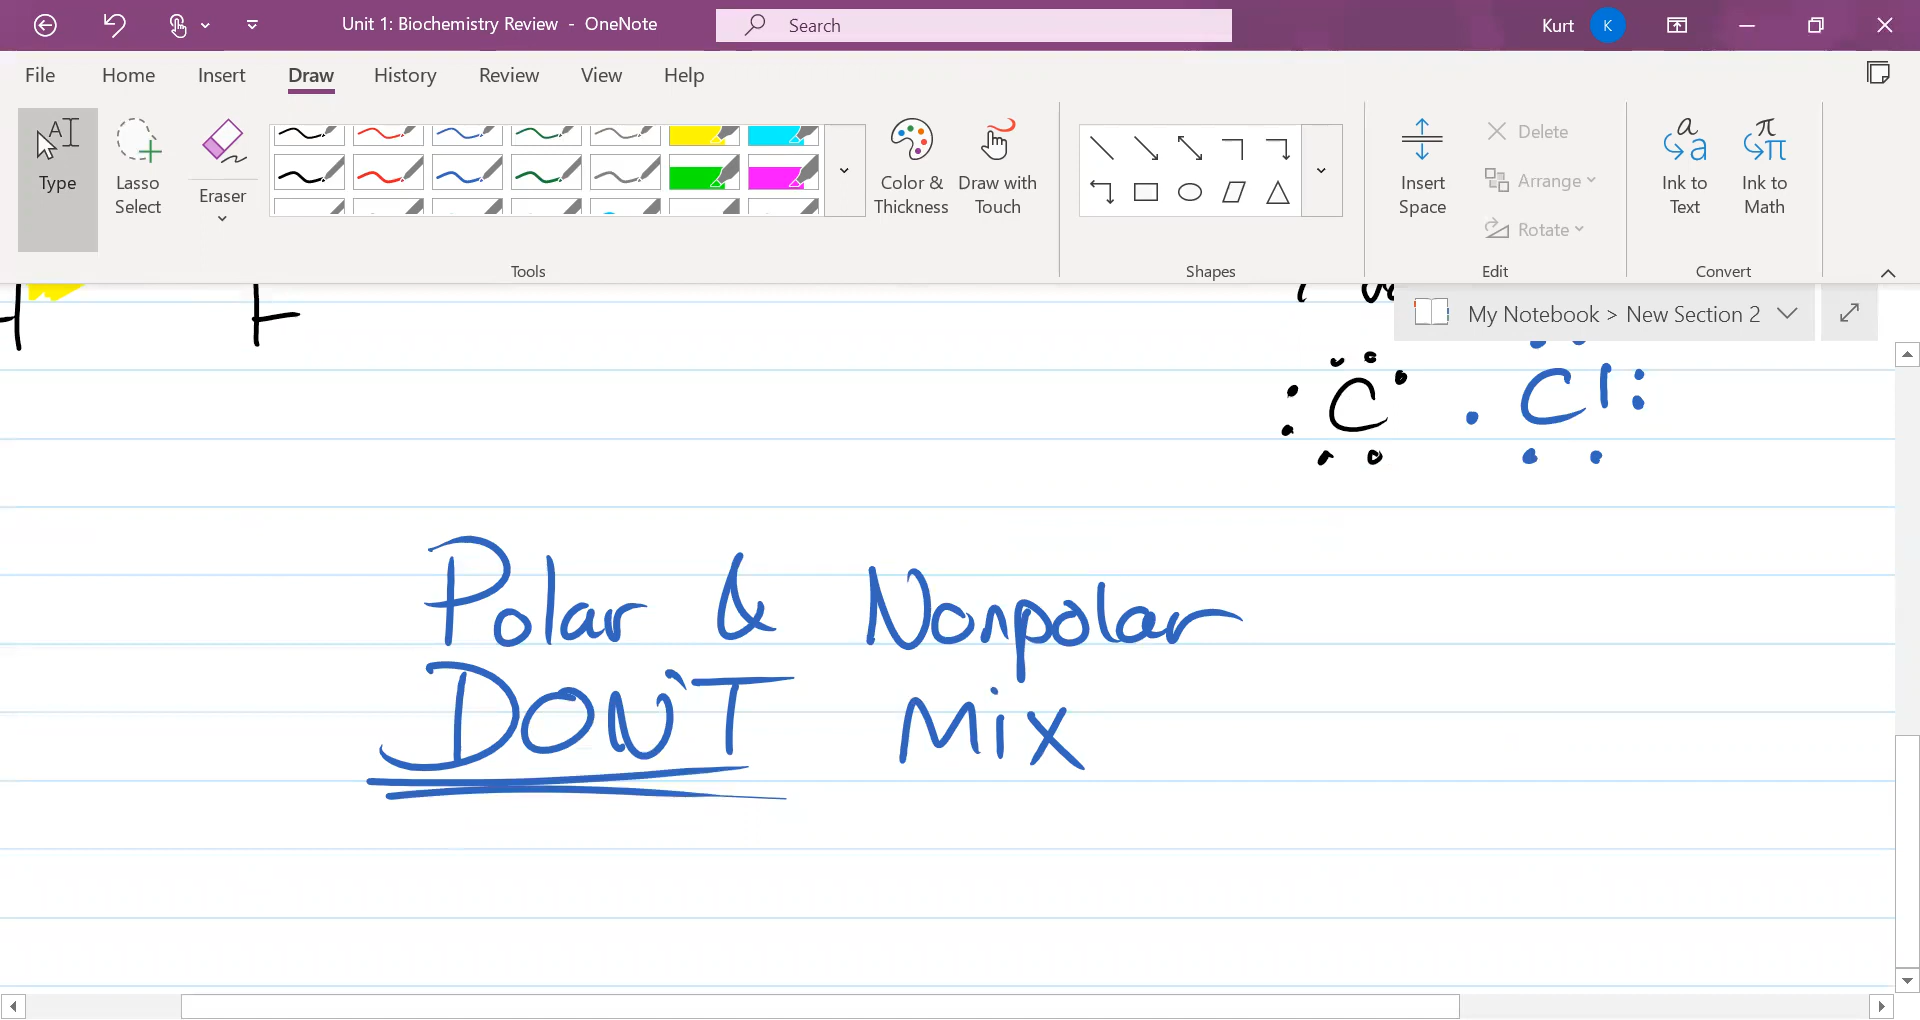 Unit 1: Biochemistry Review - OneNote
Search
Kurt
K
File Home Insert Draw History Review View Help
Type
Lasso Select
Eraser
Color & Thickness
Draw with Touch
Insert Space
Delete
Arrange
Rotate
Ink to Text
Ink to Math
Tools
Shapes
Edit
Convert
My Notebook > New Section 2
C Cl
Polar & Nonpolar
DON'T Mix